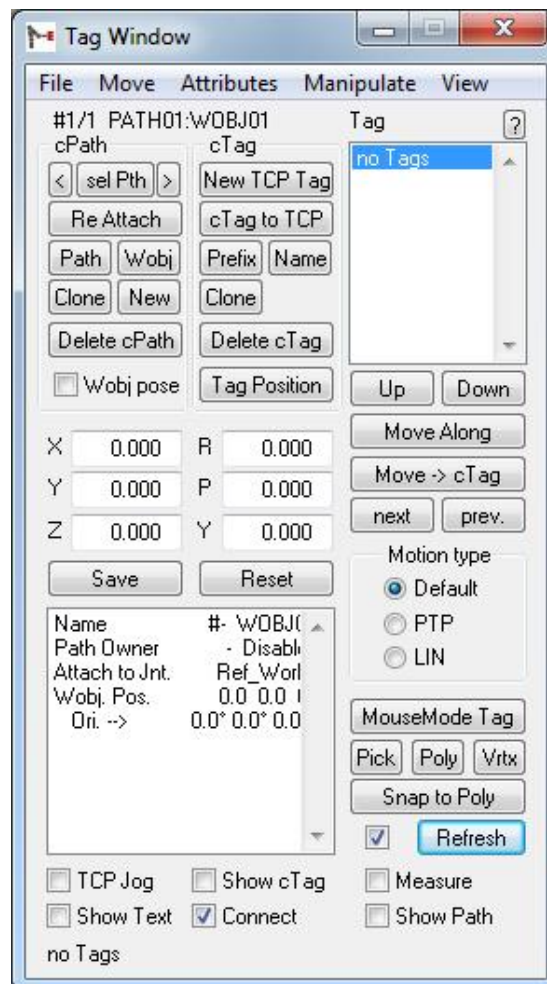 Tag Window
File Move Attributes Manipulate View
#1/1 PATH01:WOBJ01 Tag ?
cPath cTag
no Tags
< sel Pth > New TCP Tag
Re Attach cTag to TCP
Path Wobj Prefix Name
Clone New Clone
Delete cPath Delete cTag
Wobj pose Tag Position Up Down
Move Along
X 0.000 R 0.000
Move -> cTag
Y 0.000 P 0.000
next prev.
Z 0.000 Y 0.000
Motion type
Save Reset
Default
PTP
LIN
Name #- WOBJ(
Path Owner - Disabl
Attach to Jnt. Ref_Worl
Wobj. Pos. 0.0 0.0
Ori. --> 0.0° 0.0° 0.0
MouseMode Tag
Pick Poly Vrtx
Snap to Poly
Refresh
TCP Jog Show cTag Measure
Show Text Connect Show Path
no Tags